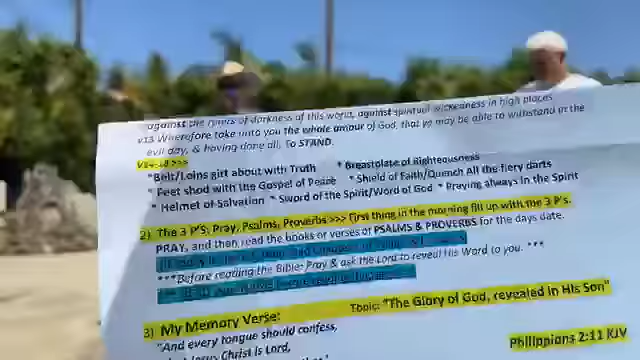 against the rulers of darkness of this world, against spiritual wickedness in high places
v13 Wherefore take unto you the whole amour of God, that ye may be able to withstand in the
evil day, & having done all, To STAND.
V14-18 >>>
*Belt/Loins girt about with Truth * Breastplate of Righteousness
* Feet shod with the Gospel of Peace * Shield of Faith/Quench all the fiery darts
* Helmet of Salvation * Sword of the Spirit/Word of God * Praying always in the Spirit
2) The 3 P'S; Pray, Psalms, Proverbs >>> First thing in the morning fill up with the 3 P's.
PRAY, and then read the books or verses of PSALMS & PROVERBS for the days date.
***Before reading the Bible: Pray & ask the Lord to reveal His Word to you. ***
3) My Memory Verse: Topic: "The Glory of God, revealed in His Son"
"And every tongue should confess, Philippians 2:11 KJV
that Jesus Christ is Lord,